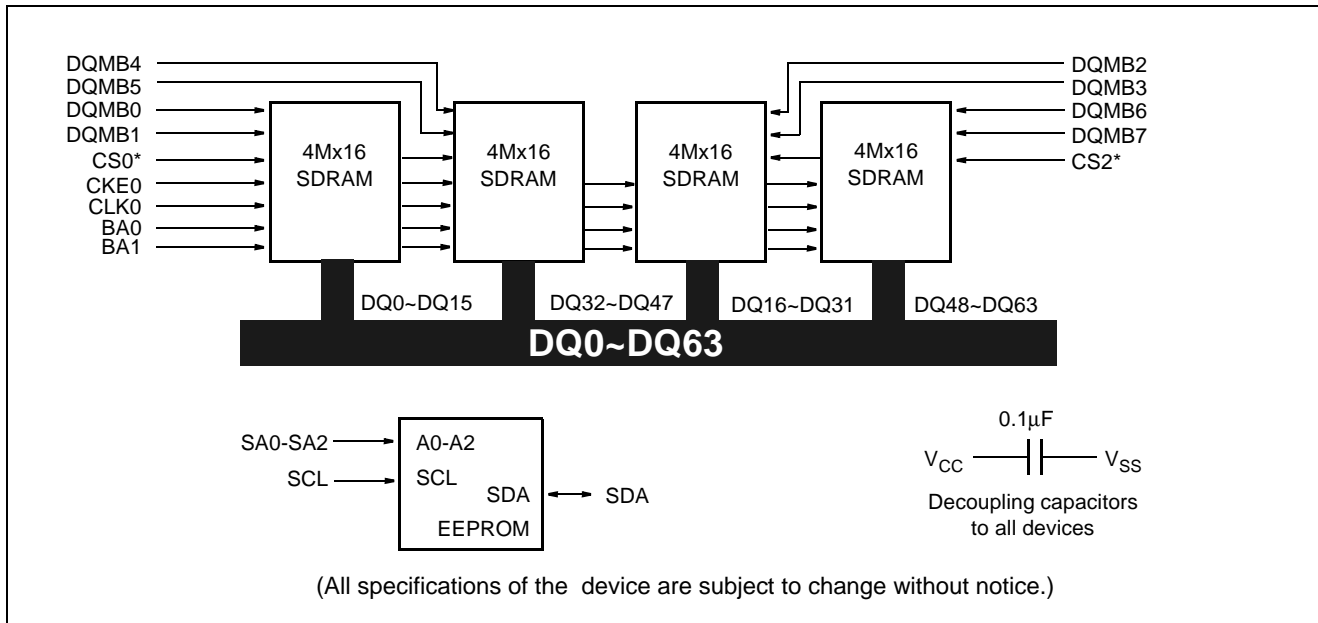 DQMB4
DQMB5
DQMB0
DQMB1
CS0*
CKE0
CLK0
BA0
BA1
4Mx16
SDRAM
4Mx16
SDRAM
4Mx16
SDRAM
4Mx16
SDRAM
DQMB2
DQMB3
DQMB6
DQMB7
CS2*
DQ0~DQ15
DQ32~DQ47
DQ16~DQ31
DQ48~DQ63
DQ0~DQ63
SA0-SA2
SCL
A0-A2
SCL
SDA
EEPROM
SDA
0.1μF
VCC
VSS
Decoupling capacitors
to all devices
(All specifications of the device are subject to change without notice.)